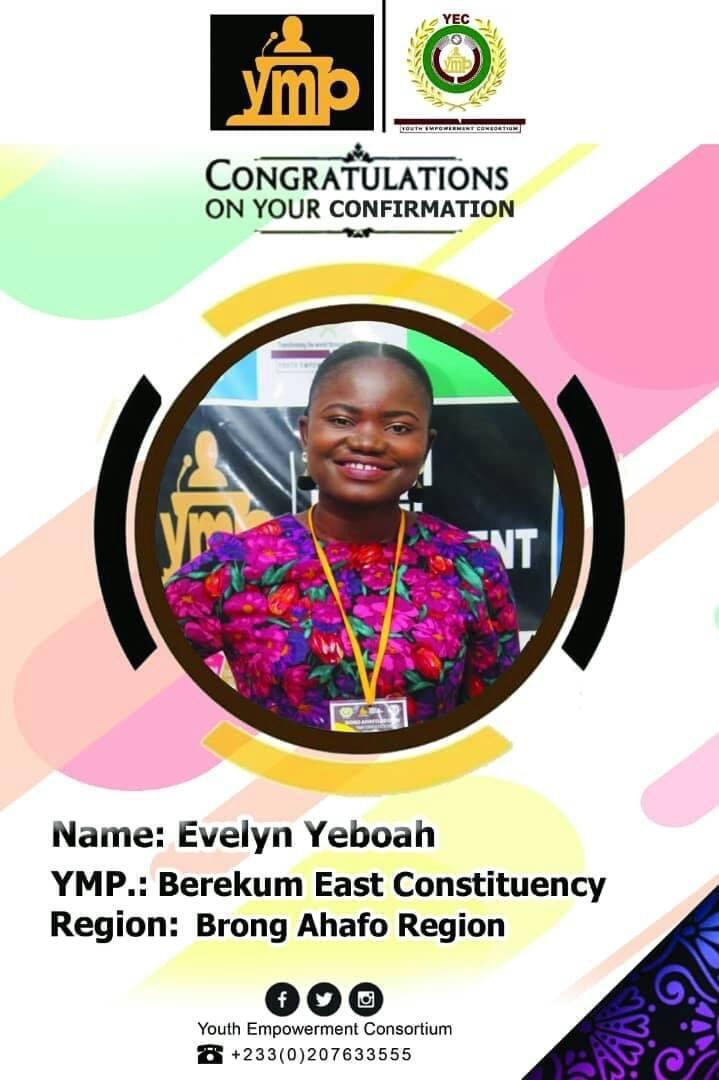 ymp
YEC
ymp
YOUTH EMPOWERMENT CONSORTIUM
CONGRATULATIONS
ON YOUR CONFIRMATION
ymp
NT
Name: Evelyn Yeboah
YMP.: Berekum East Constituency
Region: Brong Ahafo Region
Youth Empowerment Consortium
+233(0)207633555